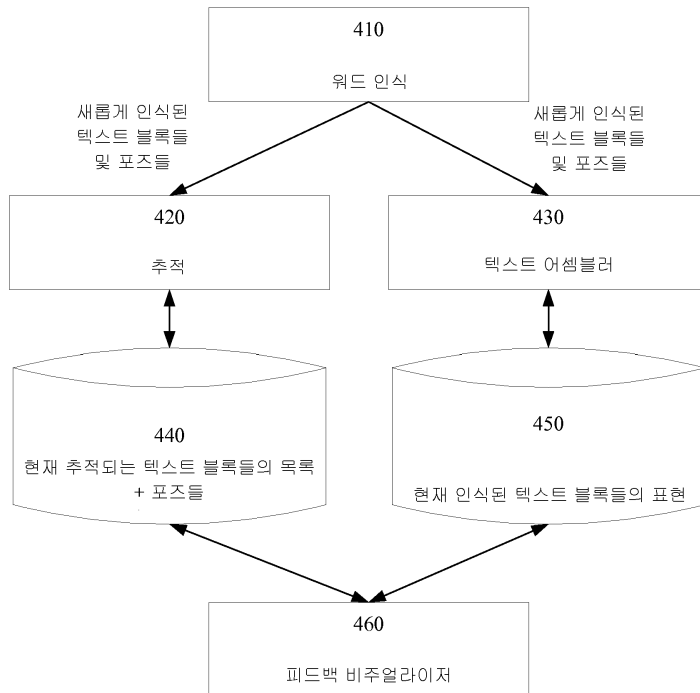 410
워드 인식
새롭게 인식된
텍스트 블록들
및 포즈들
새롭게 인식된
텍스트 블록들
및 포즈들
420
추적
430
텍스트 어셈블러
440
현재 추적되는 텍스트 블록들의 목록
+ 포즈들
450
현재 인식된 텍스트 블록들의 표현
460
피드백 비주얼라이저